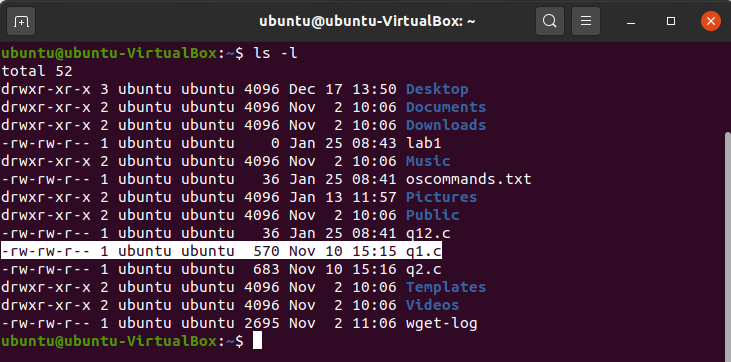 ubuntu@ubuntu-VirtualBox: ~
ubuntu@ubuntu-VirtualBox:~$ ls -l
total 52
drwxr-xr-x 3 ubuntu ubuntu 4096 Dec 17 13:50 Desktop
drwxr-xr-x 2 ubuntu ubuntu 4096 Nov  2 10:06 Documents
drwxr-xr-x 2 ubuntu ubuntu 4096 Nov  2 10:06 Downloads
-rw-rw-r-- 1 ubuntu ubuntu    0 Jan 25 08:43 lab1
drwxr-xr-x 2 ubuntu ubuntu 4096 Nov  2 10:06 Music
-rw-rw-r-- 1 ubuntu ubuntu   36 Jan 25 08:41 oscommands.txt
drwxr-xr-x 2 ubuntu ubuntu 4096 Jan 13 11:57 Pictures
drwxr-xr-x 2 ubuntu ubuntu 4096 Nov  2 10:06 Public
-rw-rw-r-- 1 ubuntu ubuntu   36 Jan 25 08:41 q12.c
-rw-rw-r-- 1 ubuntu ubuntu  570 Nov 10 15:15 q1.c
-rw-rw-r-- 1 ubuntu ubuntu  683 Nov 10 15:16 q2.c
drwxr-xr-x 2 ubuntu ubuntu 4096 Nov  2 10:06 Templates
drwxr-xr-x 2 ubuntu ubuntu 4096 Nov  2 10:06 Videos
-rw-rw-r-- 1 ubuntu ubuntu 2695 Nov  2 11:06 wget-log
ubuntu@ubuntu-VirtualBox:~$